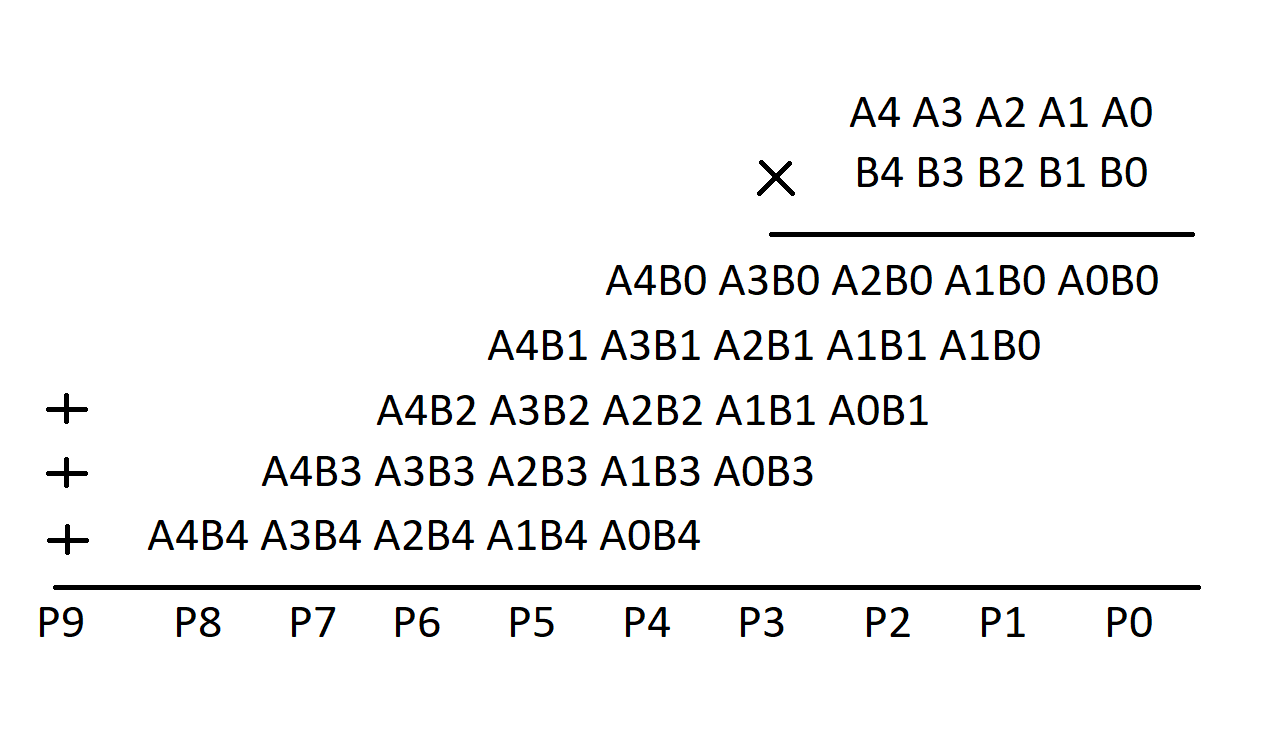 A4 A3 A2 A1 A0
× B4 B3 B2 B1 B0
A4B0 A3B0 A2B0 A1B0 A0B0
A4B1 A3B1 A2B1 A1B1 A1B0
+ A4B2 A3B2 A2B2 A1B1 A0B1
+ A4B3 A3B3 A2B3 A1B3 A0B3
+ A4B4 A3B4 A2B4 A1B4 A0B4
P9 P8 P7 P6 P5 P4 P3 P2 P1 P0